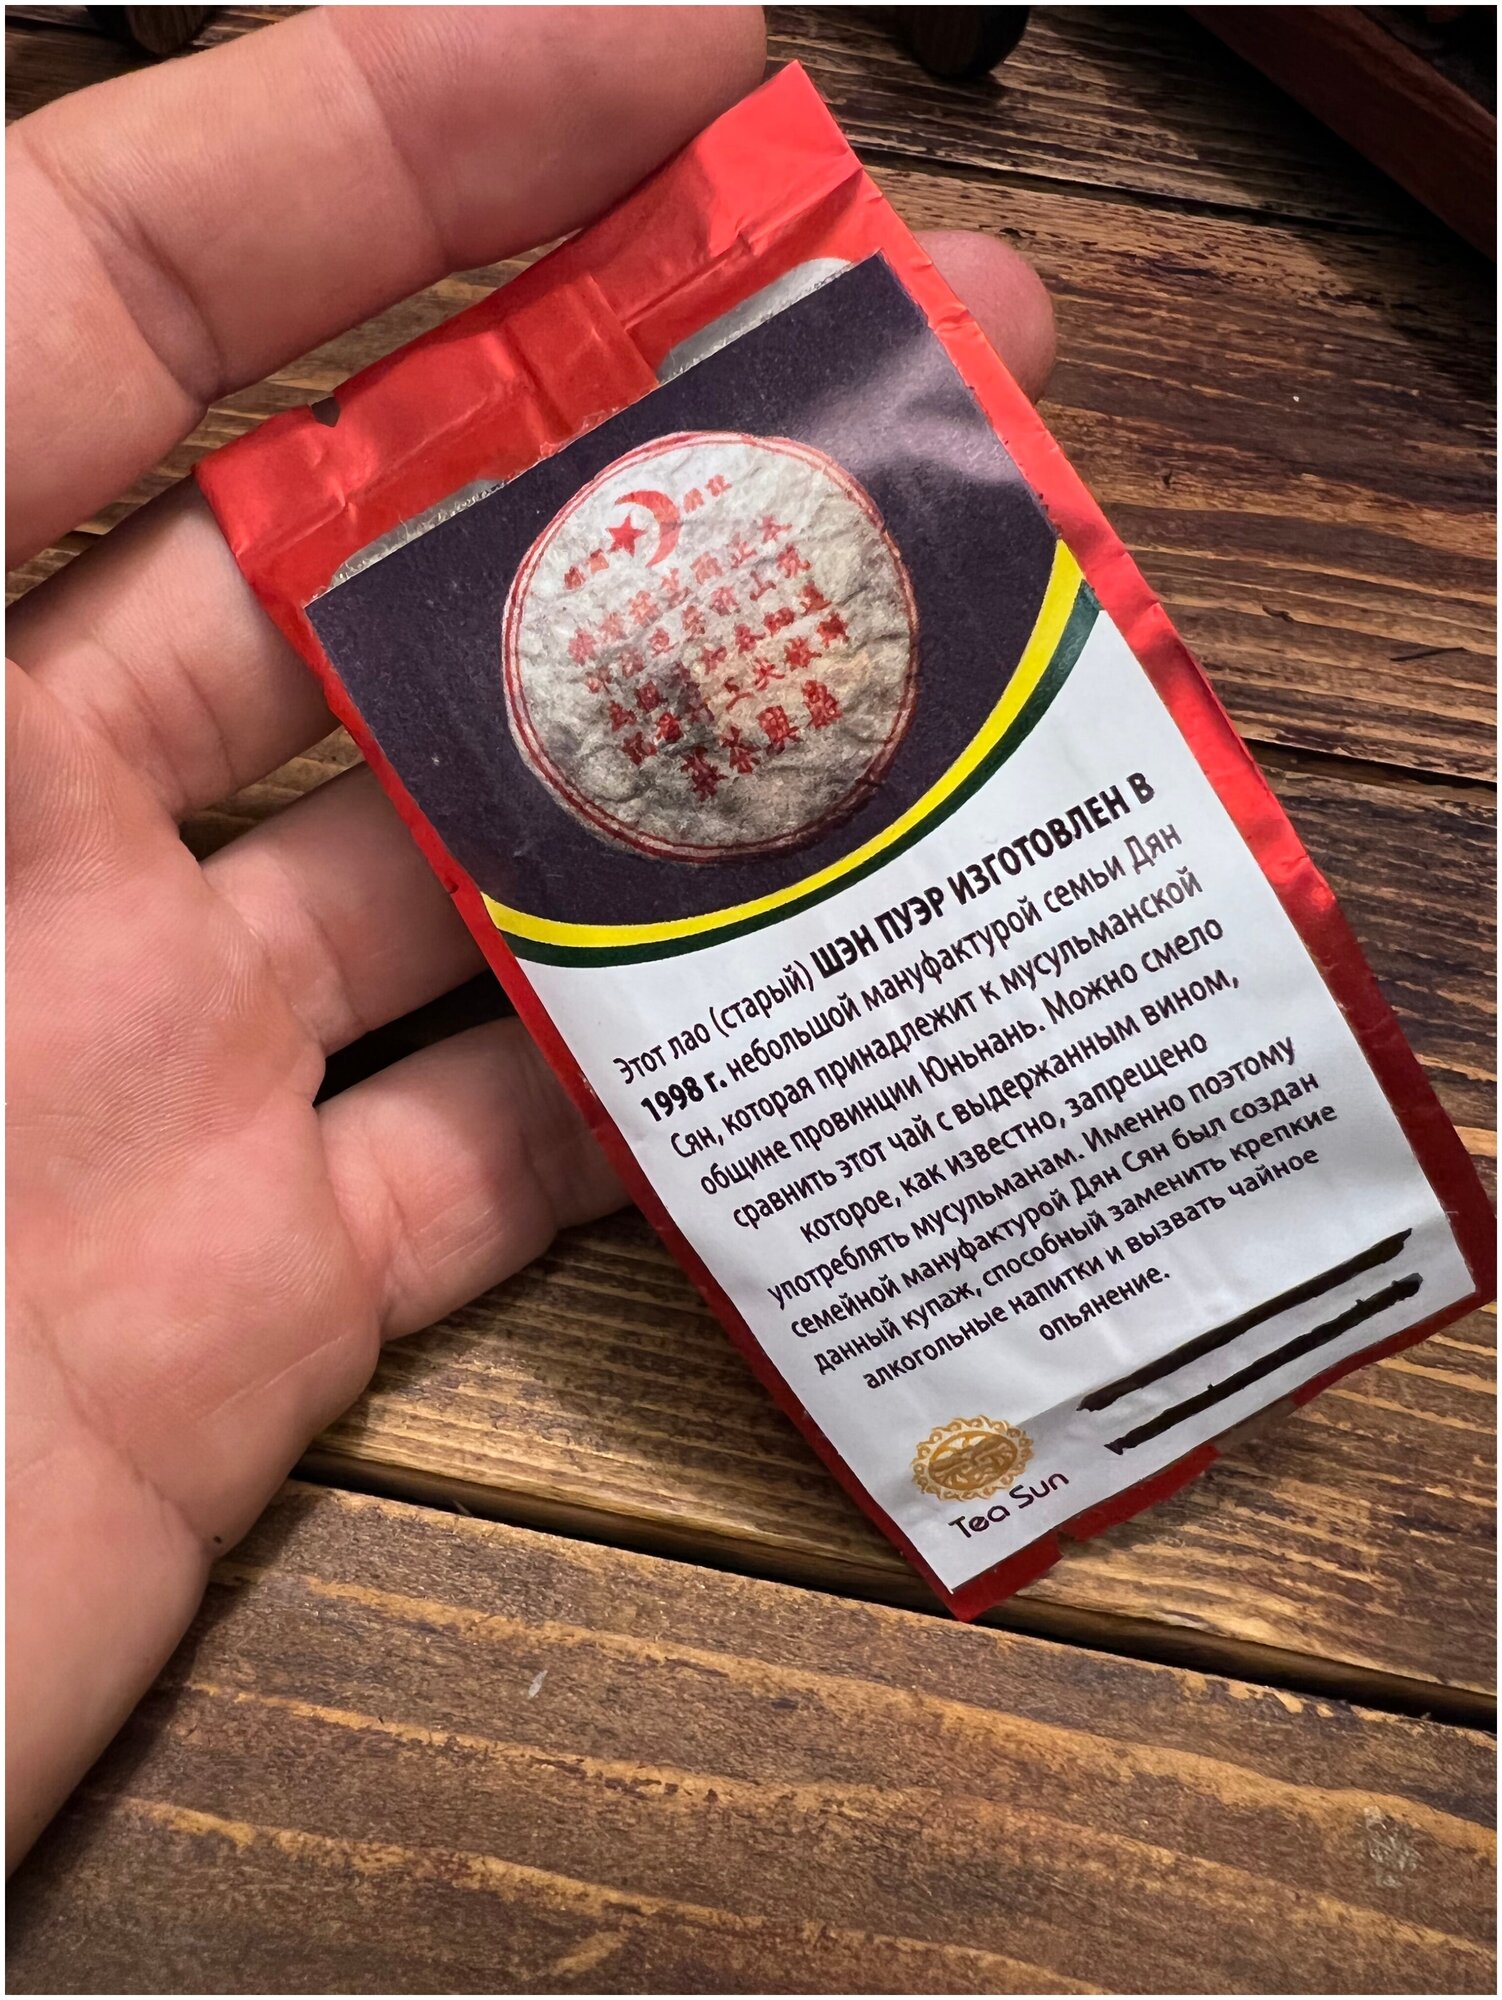 Этот лао (старый) ШЭН ПУЭР ИЗГОТОВЛЕН В
1998 г. небольшой мануфактурой семьи Дян
Сян, которая принадлежит к мусульманской
общине провинции Юньнань. Можно смело
сравнить этот чай с выдержанным вином,
которое, как известно, запрещено
употреблять мусульманам. Именно поэтому
семейной мануфактурой Дян Сян был создан
данный купаж, способный заменить крепкие
алкогольные напитки и вызвать чайное
опьянение.
Tea Sun